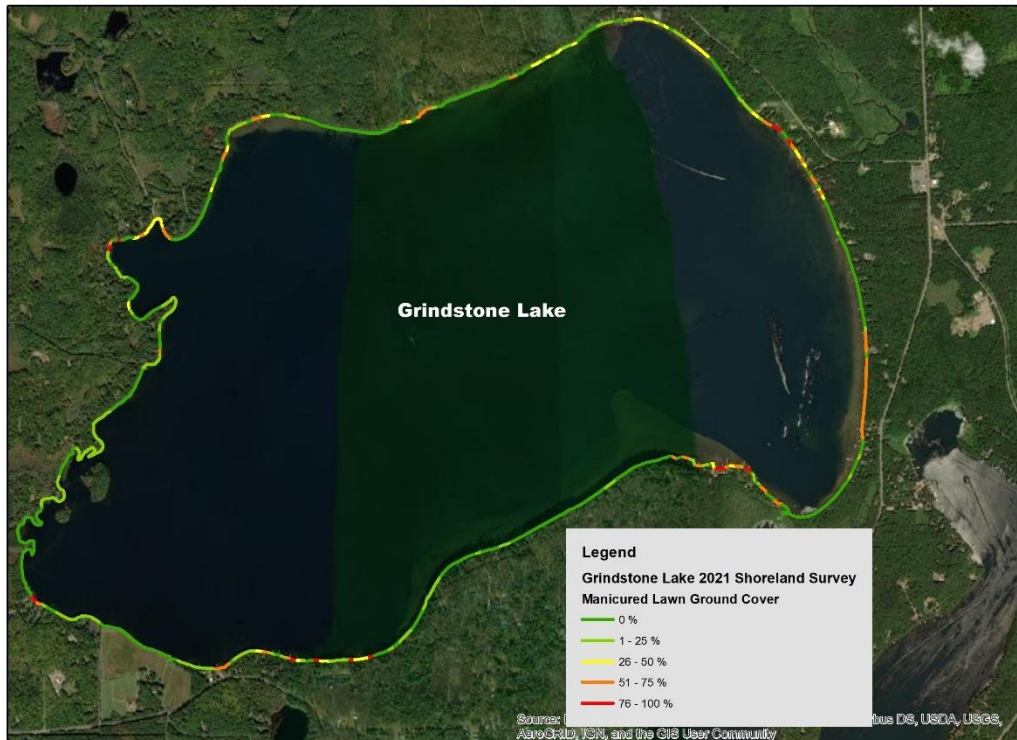 Grindstone Lake
Legend
Grindstone Lake 2021 Shoreland Survey
Manicured Lawn Ground Cover
0 %
1 - 25 %
26 - 50 %
51 - 75 %
76 - 100 %
Source: DS, USDA, USGS,
AeroGRID, IGN, and the GIS User Community